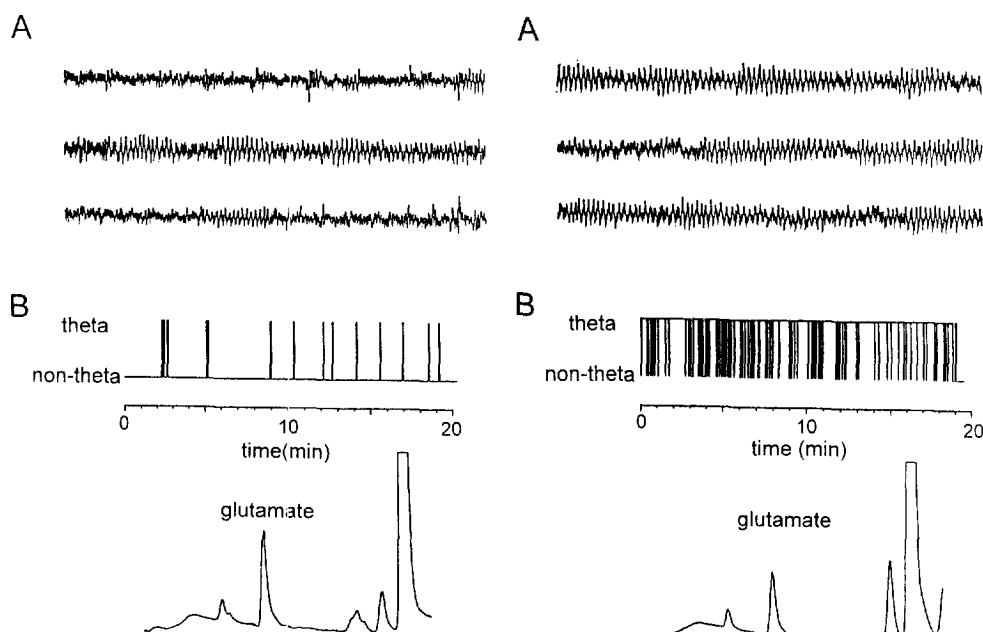 A
A
B
theta
non-theta
0
10
20
time(min)
glutamate
B
theta
non-theta
0
10
20
time (min)
glutamate